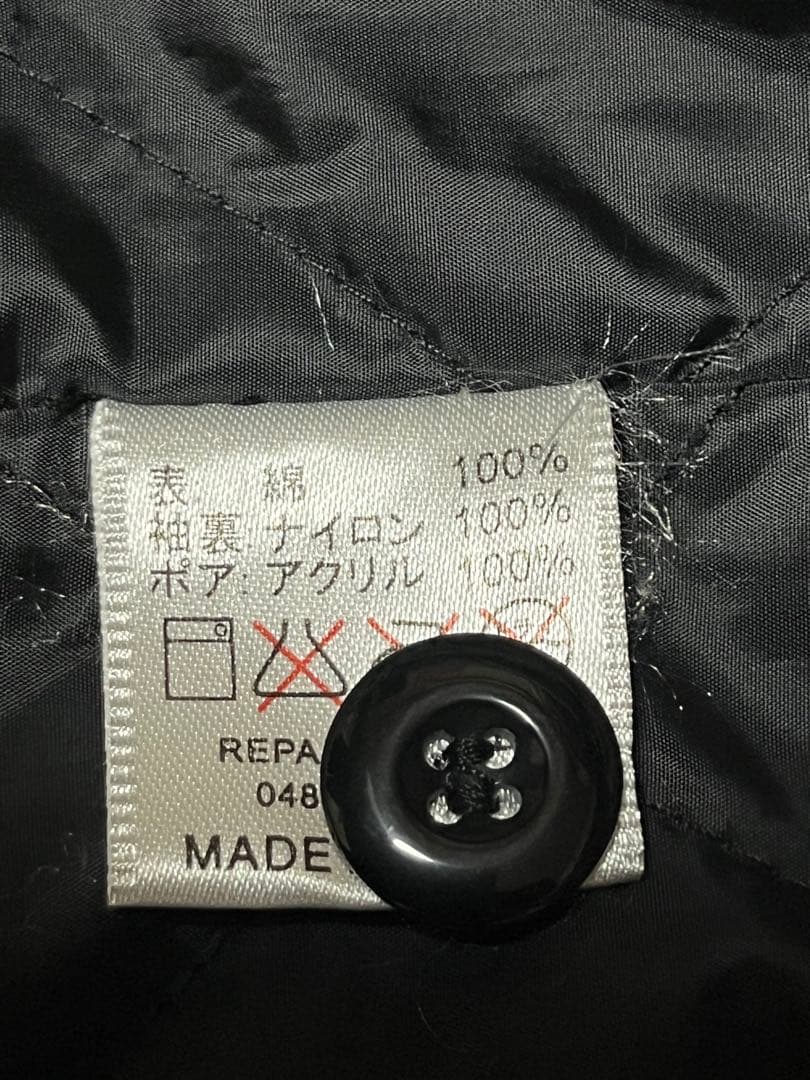 表: 綿 100%
袖裏: ナイロン 100%
ボア: アクリル 100%
REPA
048
MADE